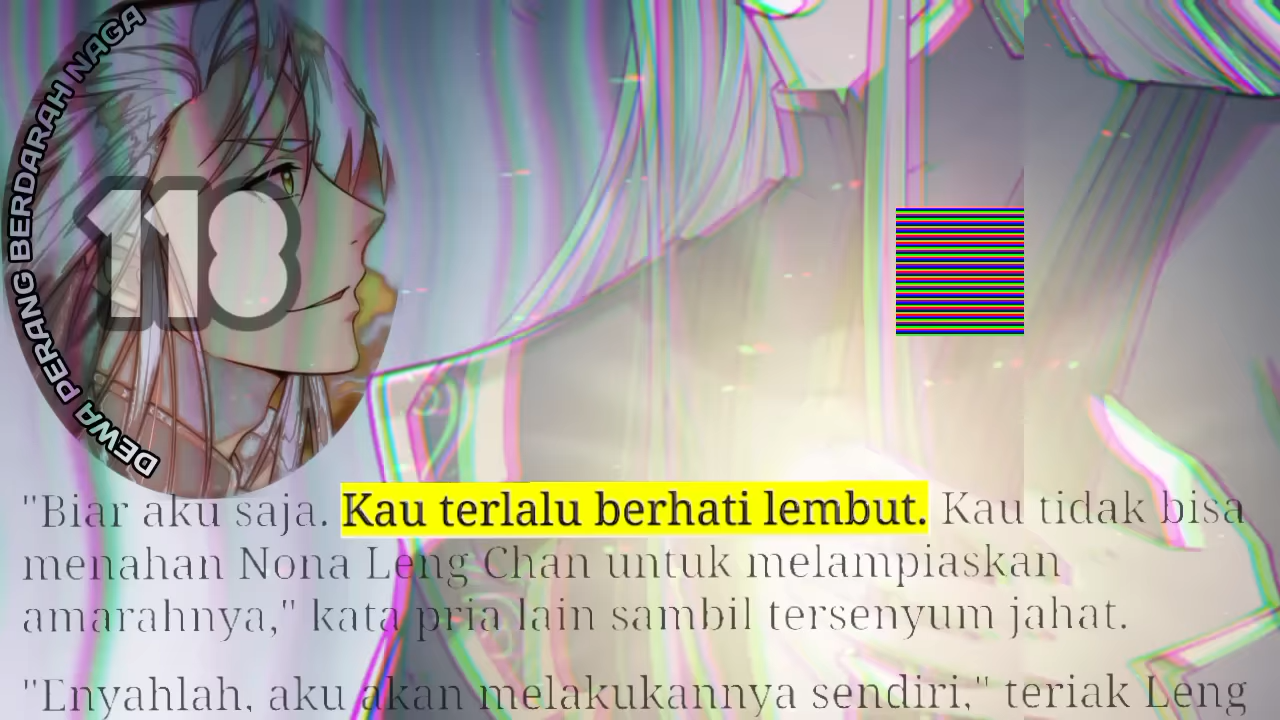 DEWA PERANG BERDARAH NAGA
118
"Biar aku saja. Kau terlalu berhati lembut. Kau tidak bisa
menahan Nona Leng Chan untuk melampiaskan
amarahnya," kata pria lain sambil tersenyum jahat.
"Enyahlah, aku akan melakukannya sendiri," teriak Leng